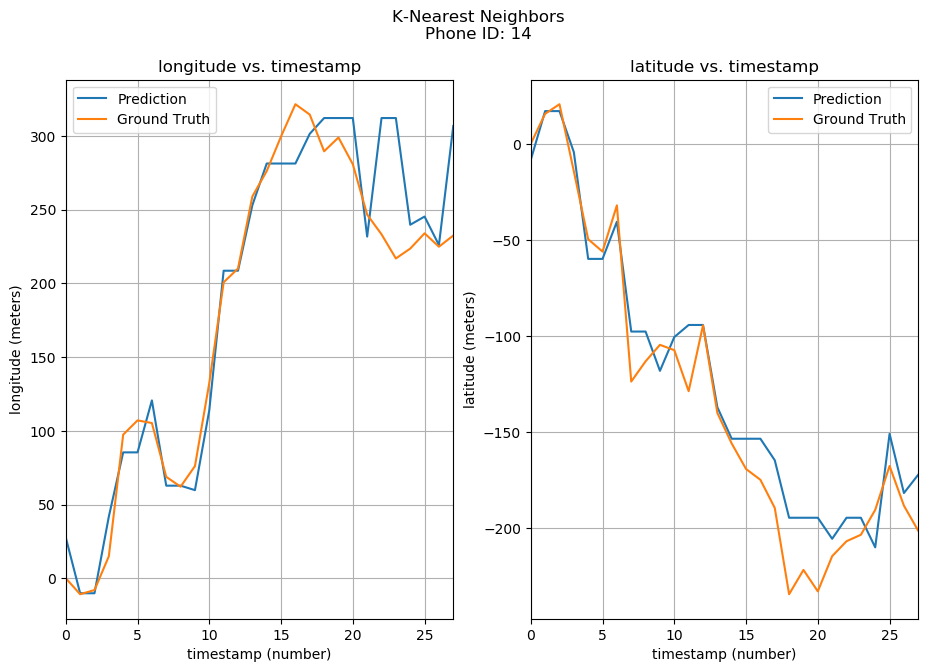 K-Nearest Neighbors
Phone ID: 14
longitude vs. timestamp
Prediction
Ground Truth
300
250
200
150
100
50
0
longitude (meters)
0 5 10 15 20 25
timestamp (number)
latitude vs. timestamp
Prediction
Ground Truth
0
−50
−100
−150
−200
latitude (meters)
0 5 10 15 20 25
timestamp (number)